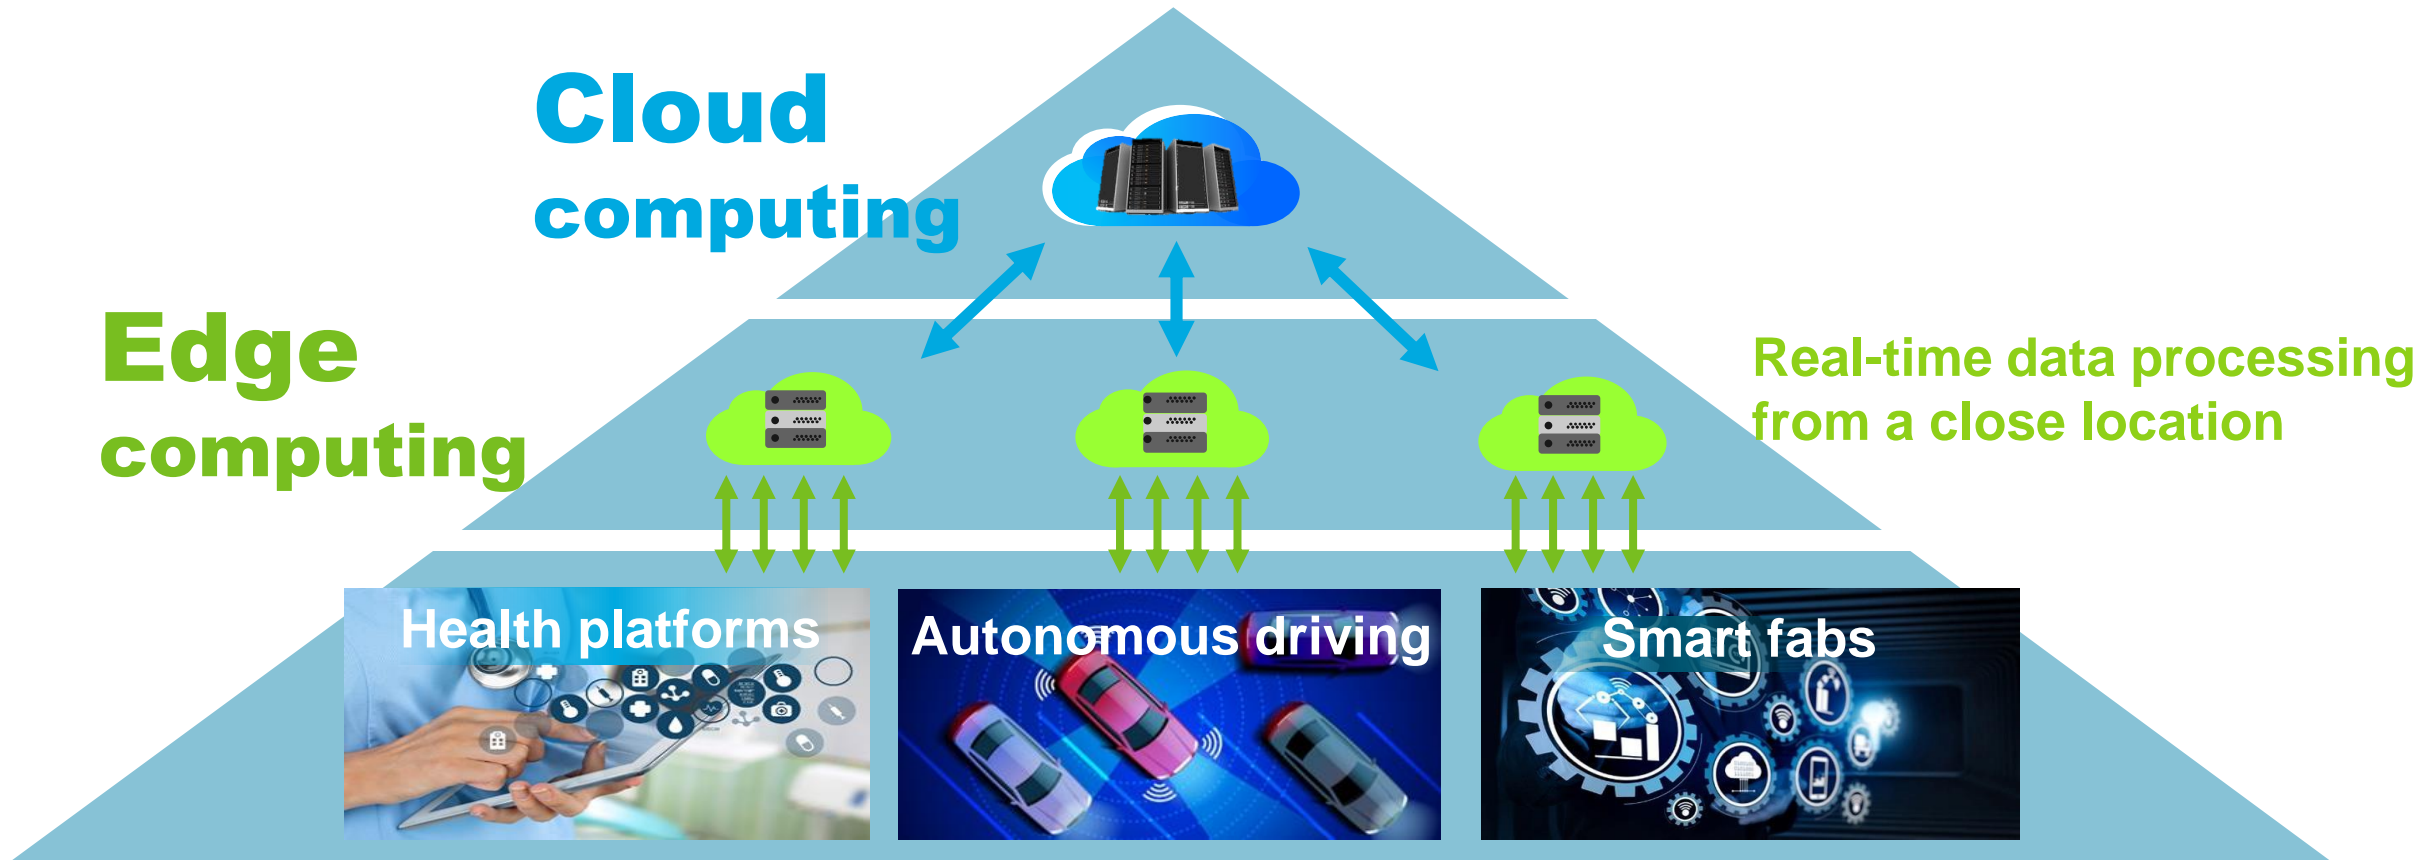 Cloud
computing
Edge
computing
Real-time data processing
from a close location
Health platforms
Autonomous driving
Smart fabs